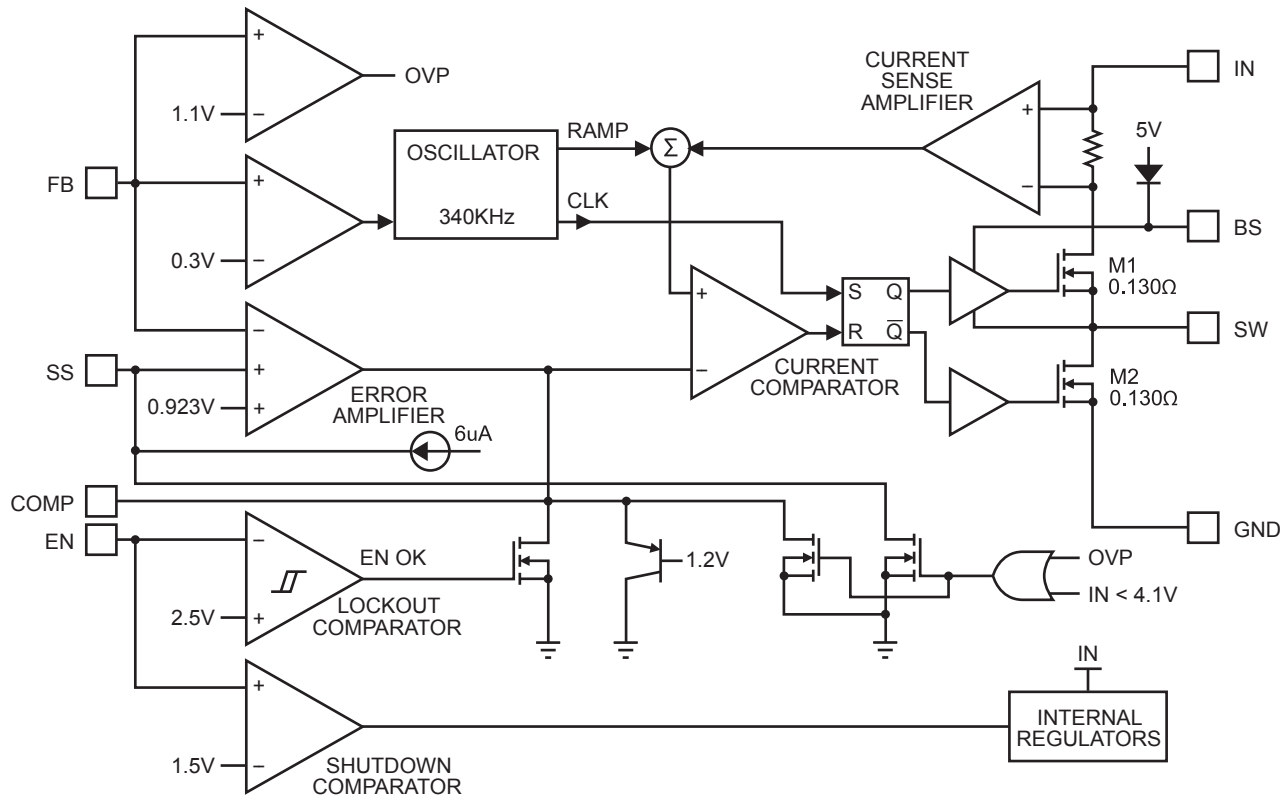 +
OVP
1.1V
−
CURRENT
SENSE
AMPLIFIER
+
−
IN
5V
FB
+
0.3V
−
OSCILLATOR
340KHz
RAMP
CLK
Σ
BS
M1
0.130Ω
S Q
R Q̅
SW
+
−
CURRENT
COMPARATOR
M2
0.130Ω
SS
−
+
0.923V
+
ERROR
AMPLIFIER
6uA
COMP
EN
−
2.5V
+
EN OK
LOCKOUT
COMPARATOR
1.2V
OVP
IN < 4.1V
GND
+
1.5V
−
SHUTDOWN
COMPARATOR
IN
INTERNAL
REGULATORS